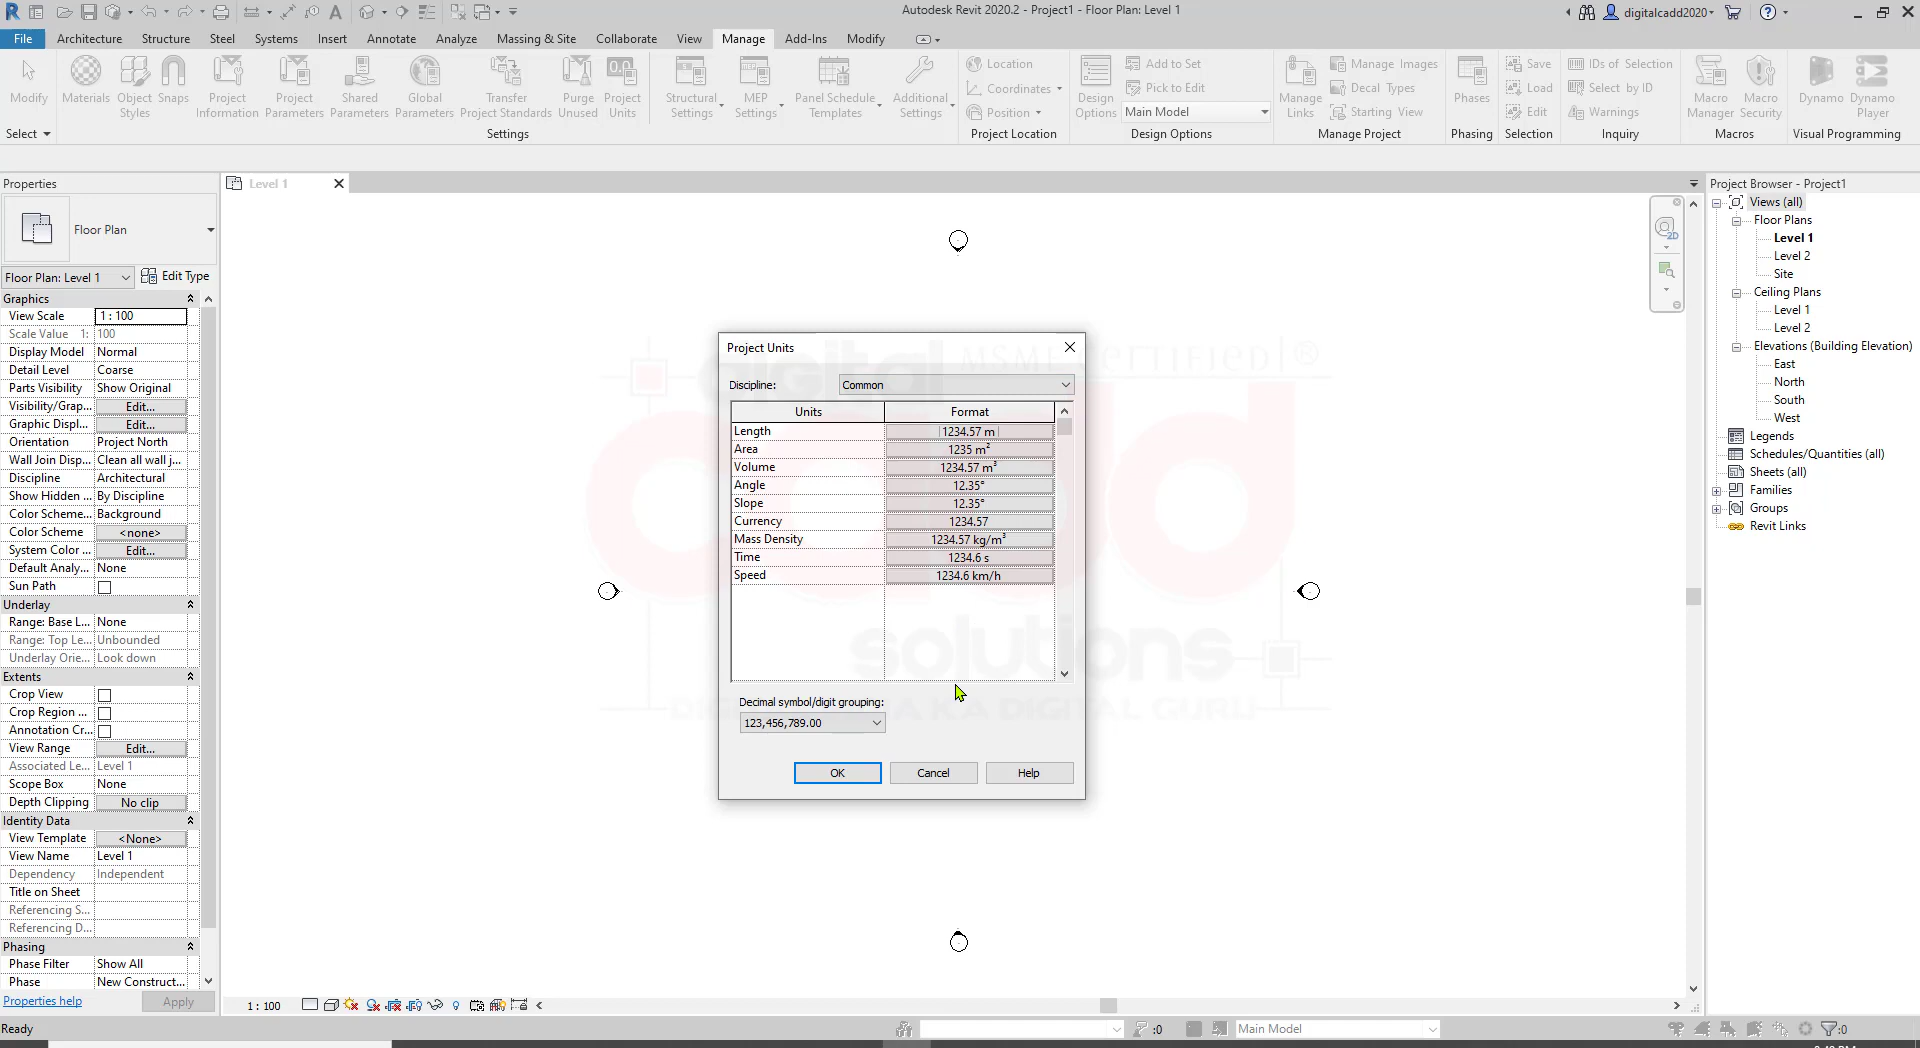 Autodesk Revit 2020.2 - Project1 - Floor Plan: Level 1
digitalcadd2020
File Architecture Structure Steel Systems Insert Annotate Analyze Massing & Site Collaborate View Manage Add-Ins Modify
Modify
Materials
Object Styles
Snaps
Project Information
Project Parameters
Shared Parameters
Global Parameters
Transfer Project Standards
Purge Unused
Project Units
Structural Settings
MEP Settings
Panel Schedule Templates
Additional Settings
Location
Coordinates
Position
Design Options
Add to Set
Pick to Edit
Main Model
Manage Links
Manage Images
Decal Types
Starting View
Phases
Save
Load
Edit
IDs of Selection
Select by ID
Warnings
Macro Manager
Macro Security
Dynamo
Dynamo Player
Select
Settings
Project Location
Design Options
Manage Project
Phasing
Selection
Inquiry
Macros
Visual Programming
Properties
Floor Plan
Floor Plan: Level 1
Edit Type
Graphics
View Scale 1 : 100
Scale Value 1: 100
Display Model Normal
Detail Level Coarse
Parts Visibility Show Original
Visibility/Grap... Edit...
Graphic Displ... Edit...
Orientation Project North
Wall Join Disp... Clean all wall j...
Discipline Architectural
Show Hidden ... By Discipline
Color Scheme... Background
Color Scheme <none>
System Color ... Edit...
Default Analy... None
Sun Path
Underlay
Range: Base L... None
Range: Top Le... Unbounded
Underlay Orie... Look down
Extents
Crop View
Crop Region ...
Annotation Cr...
View Range Edit...
Associated Le... Level 1
Scope Box None
Depth Clipping No clip
Identity Data
View Template <None>
View Name Level 1
Dependency Independent
Title on Sheet
Referencing S...
Referencing D...
Phasing
Phase Filter Show All
Phase New Construct...
Properties help
Apply
Level 1
2D
digital MSME CERTIFIED ®
cadd
solutions
Project Units
Discipline: Common
Units Format
Length 1234.57 m
Area 1235 m²
Volume 1234.57 m³
Angle 12.35°
Slope 12.35°
Currency 1234.57
Mass Density 1234.57 kg/m³
Time 1234.6 s
Speed 1234.6 km/h
Decimal symbol/digit grouping:
123,456,789.00
OK Cancel Help
Project Browser - Project1
Views (all)
Floor Plans
Level 1
Level 2
Site
Ceiling Plans
Level 1
Level 2
Elevations (Building Elevation)
East
North
South
West
Legends
Schedules/Quantities (all)
Sheets (all)
Families
Groups
Revit Links
1 : 100
Ready
:0
Main Model
:0